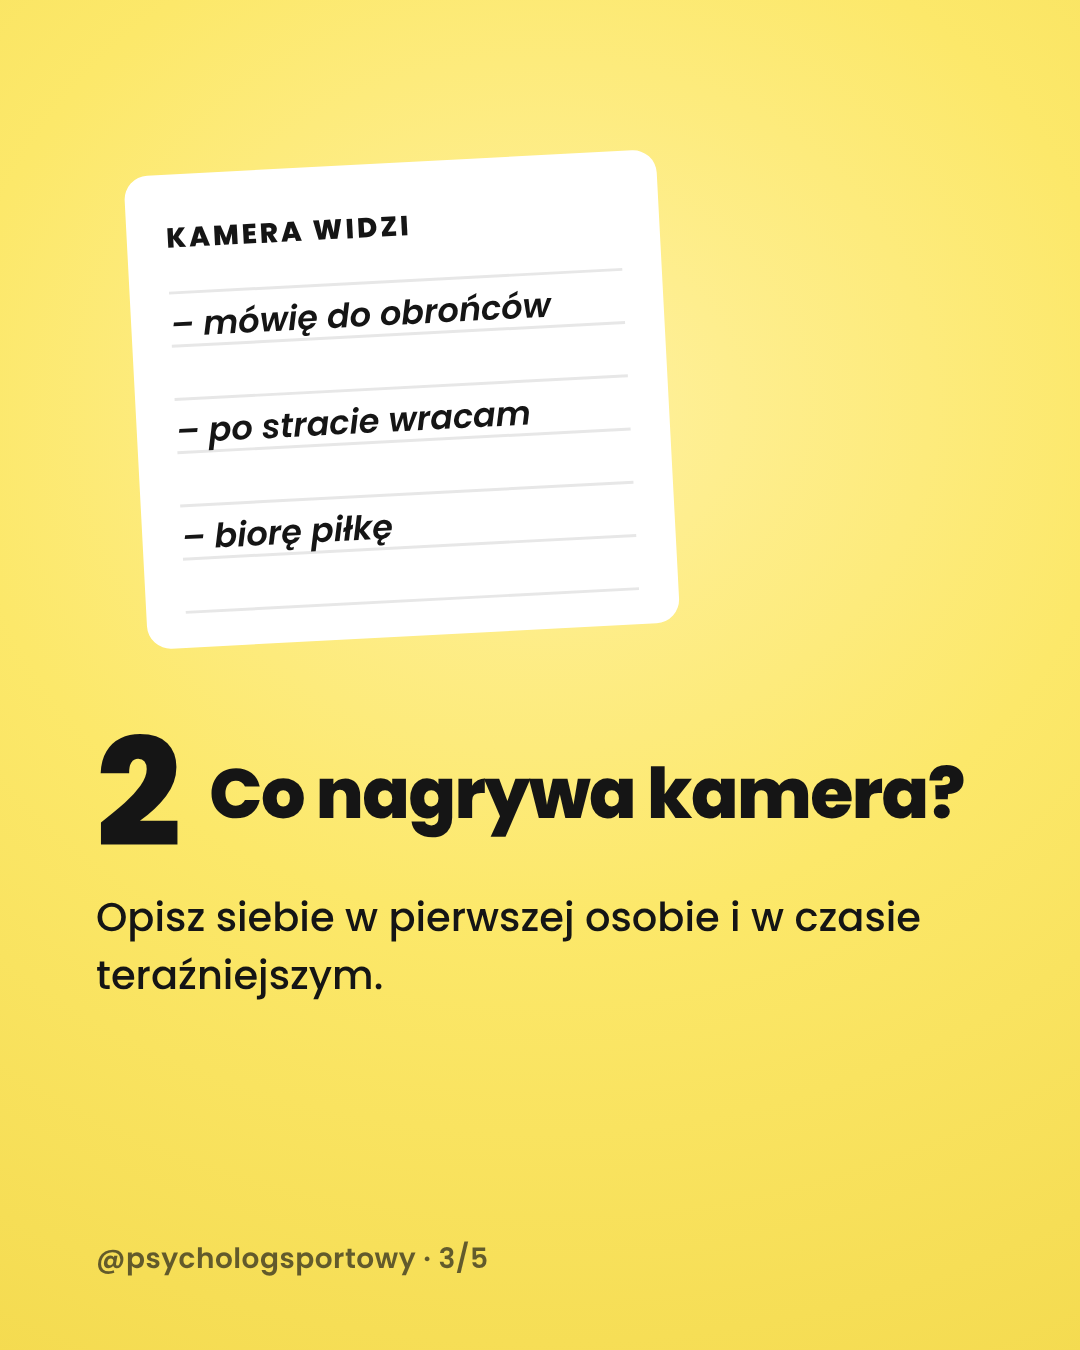 KAMERA WIDZI
– mówię do obrońców
– po stracie wracam
– biorę piłkę
2 Co nagrywa kamera?
Opisz siebie w pierwszej osobie i w czasie
teraźniejszym.
@psychologsportowy · 3/5